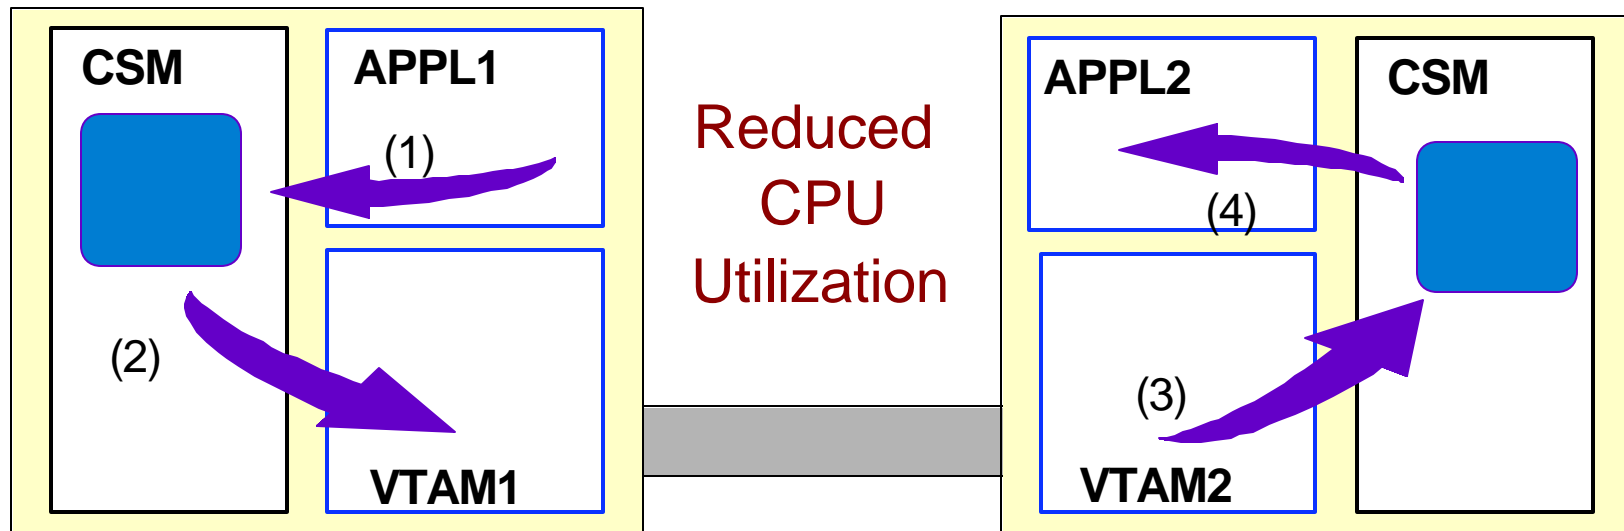 CSM
APPL1
(1)
(2)
VTAM1
Reduced
CPU
Utilization
APPL2
CSM
(4)
(3)
VTAM2